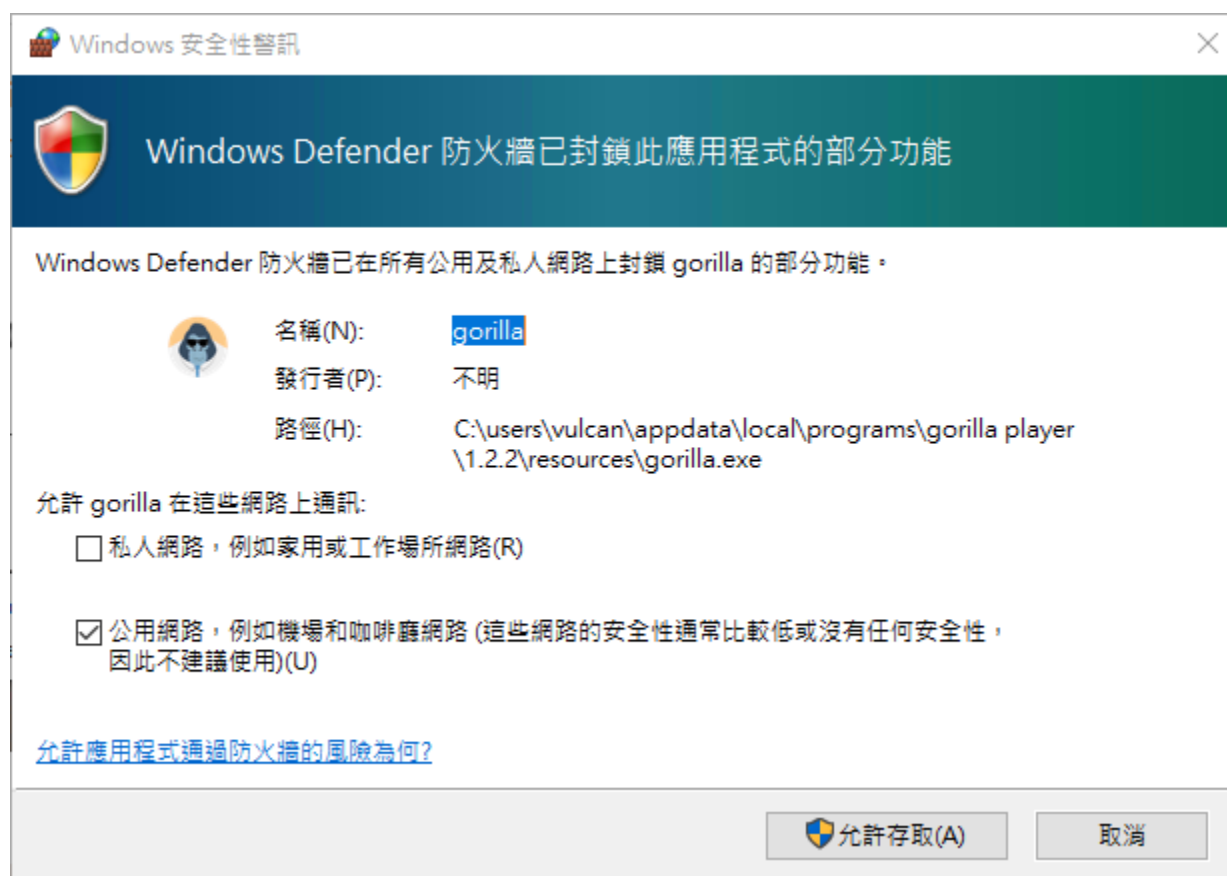 Windows 安全性警訊
Windows Defender 防火牆已封鎖此應用程式的部分功能
Windows Defender 防火牆已在所有公用及私人網路上封鎖 gorilla 的部分功能。
名稱(N): gorilla
發行者(P): 不明
路徑(H): C:\users\vulcan\appdata\local\programs\gorilla player
\1.2.2\resources\gorilla.exe
允許 gorilla 在這些網路上通訊:
私人網路，例如家用或工作場所網路(R)
公用網路，例如機場和咖啡廳網路 (這些網路的安全性通常比較低或沒有任何安全性，
因此不建議使用)(U)
允許應用程式通過防火牆的風險為何?
允許存取(A) 取消